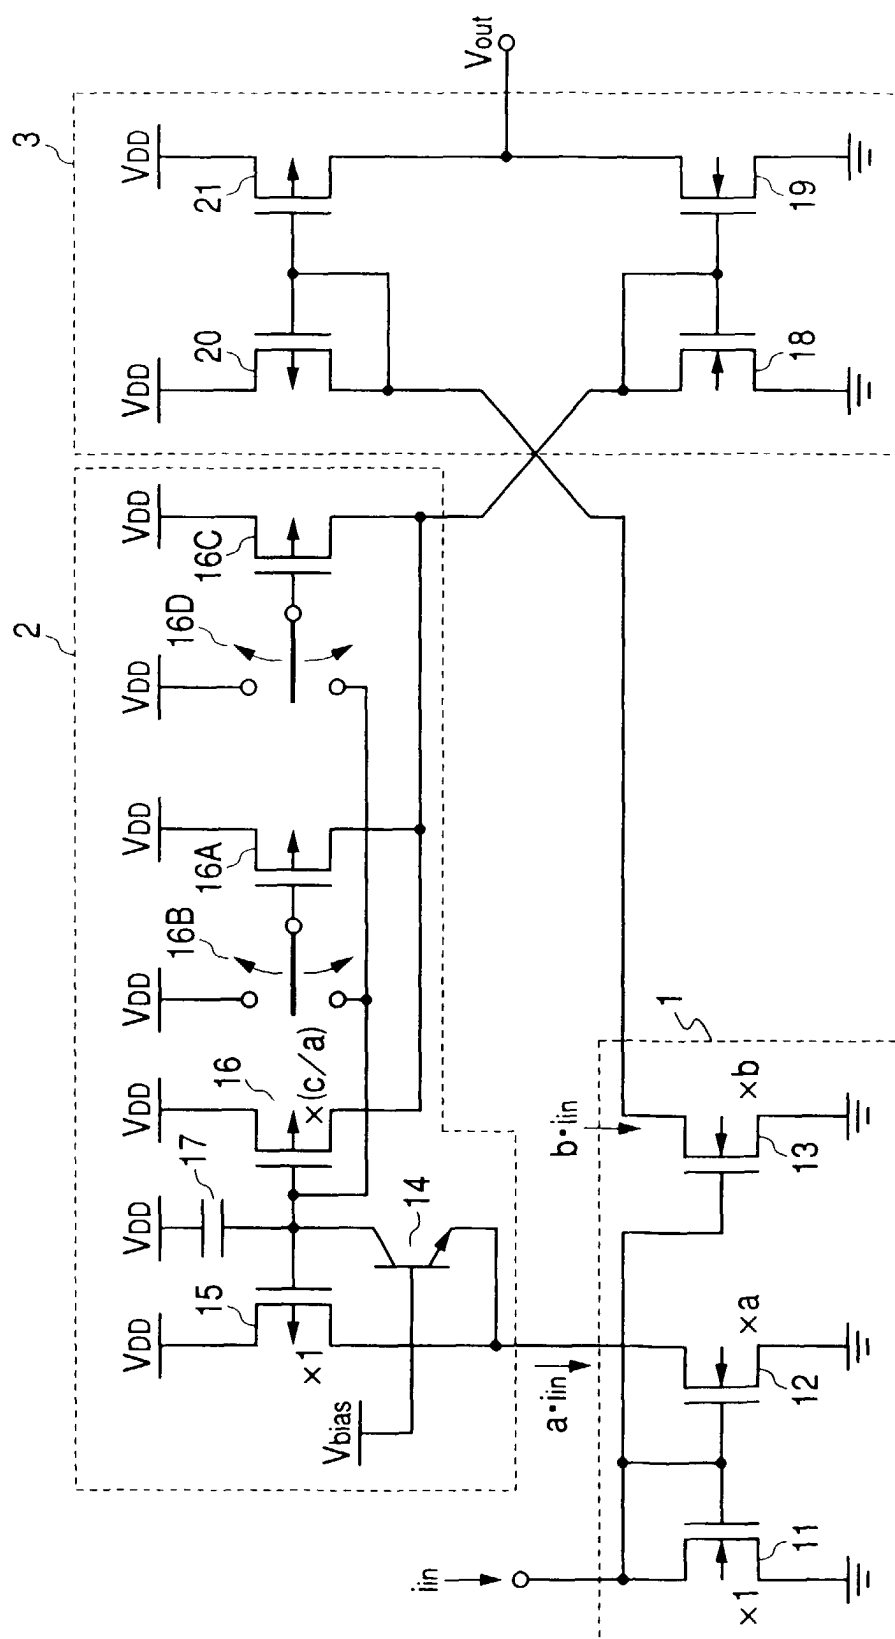 2
3
VDD
VDD
VDD
VDD
VDD
VDD
VDD
VDD
VDD
15
×1
17
16
×(c/a)
16B
16A
16D
16C
20
21
Vbias
14
Vout
18
19
a·iin
b·iin
1
iin
×1
11
12
×a
13
×b